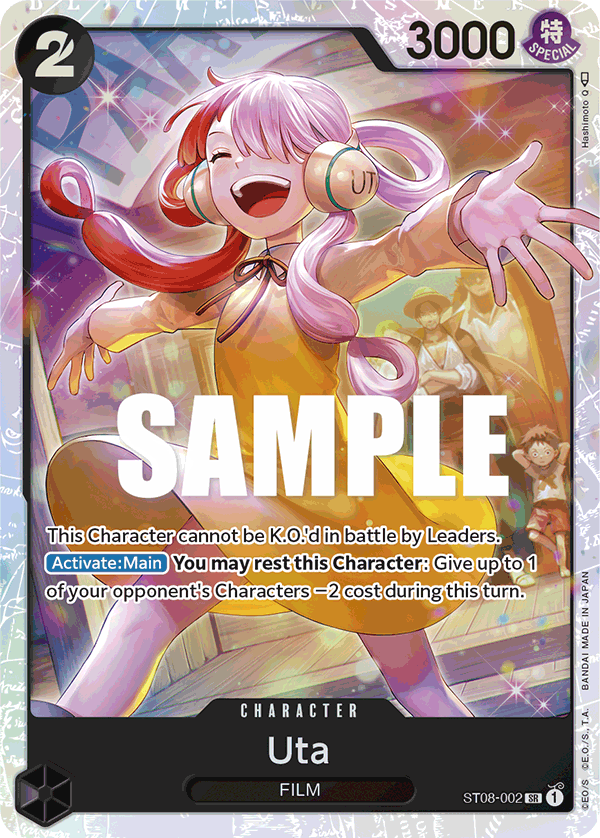 2
3000
特
SPECIAL
Hashimoto Q
UT
SAMPLE
This Character cannot be K.O.'d in battle by Leaders.
Activate:Main You may rest this Character: Give up to 1
of your opponent's Characters −2 cost during this turn.
CHARACTER
Uta
FILM
ST08-002 SR 1
©EO/S ©E.O./S., T.A. BANDAI MADE IN JAPAN